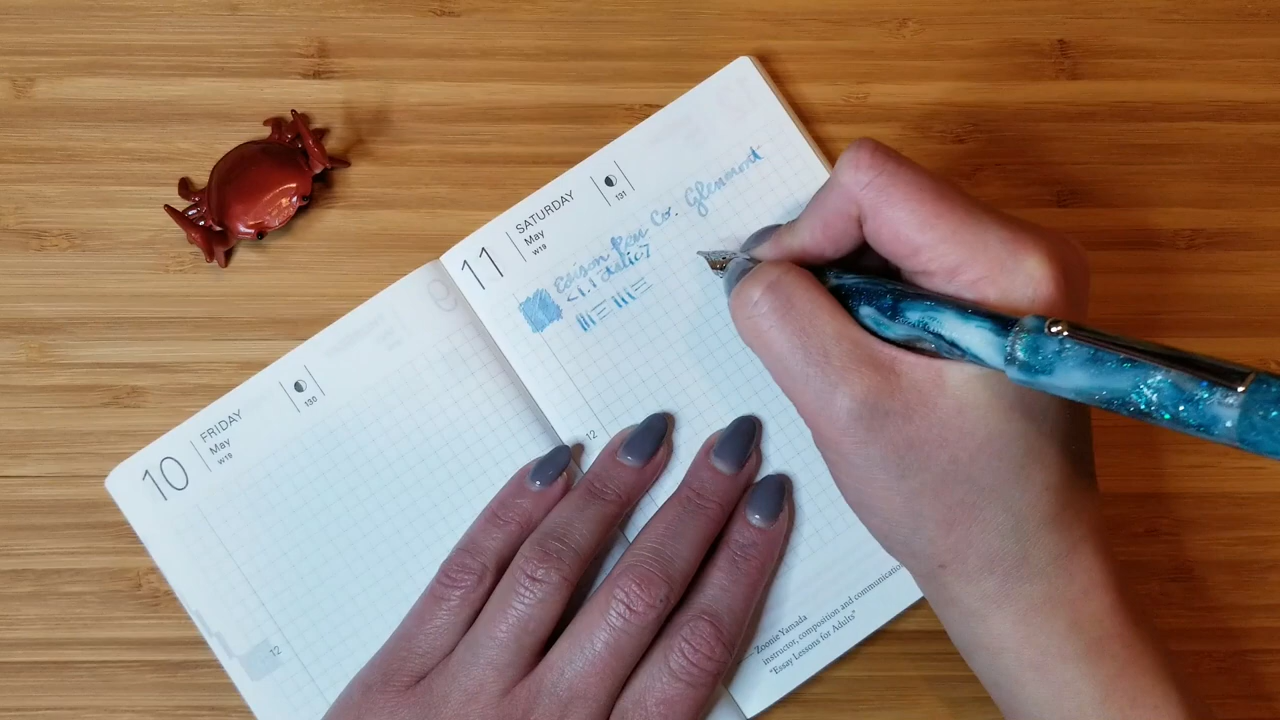 10
FRIDAY
May
W19
130
12
11
SATURDAY
May
W19
131
Edison Pen Co. Glenmont
<1.1 italic>
12
— Zoonie Yamada
instructor, composition and communication
"Essay Lessons for Adults"